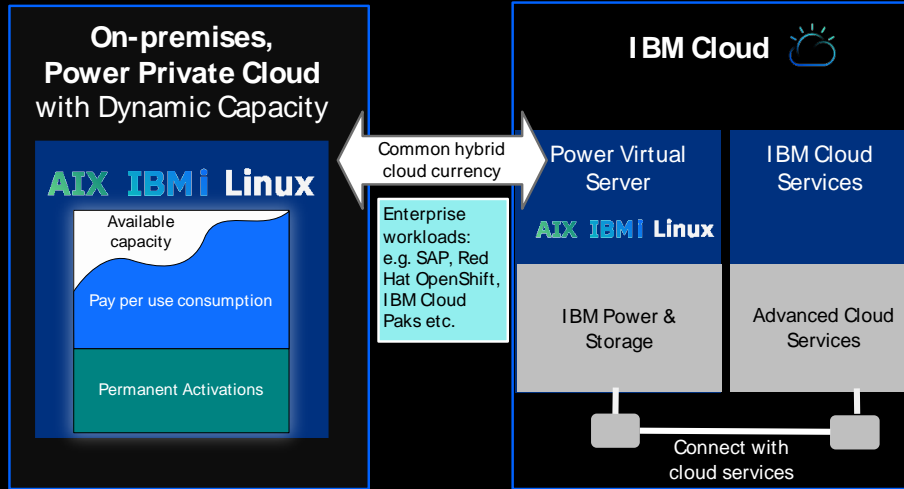 On-premises,
Power Private Cloud
with Dynamic Capacity
AIX IBM i Linux
Available
capacity
Pay per use consumption
Permanent Activations
Common hybrid
cloud currency
Enterprise
workloads:
e.g. SAP, Red
Hat OpenShift,
IBM Cloud
Paks etc.
IBM Cloud
Power Virtual
Server
AIX IBM i Linux
IBM Power &
Storage
IBM Cloud
Services
Advanced Cloud
Services
Connect with
cloud services